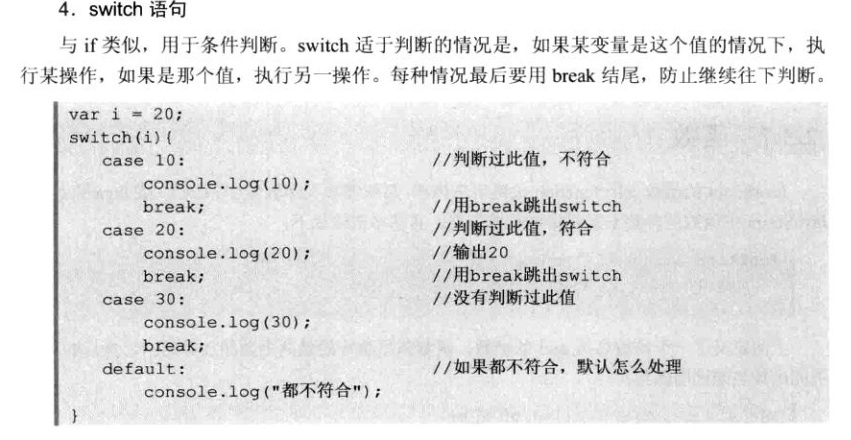 4．switch 语句
与 if 类似，用于条件判断。switch 适于判断的情况是，如果某变量是这个值的情况下，执
行某操作，如果是那个值，执行另一操作。每种情况最后要用 break 结尾，防止继续往下判断。
var i = 20;
switch(i){
case 10: //判断过此值，不符合
console.log(10);
break; //用break跳出switch
case 20: //判断过此值，符合
console.log(20); //输出20
break; //用break跳出switch
case 30: //没有判断过此值
console.log(30);
break;
default: //如果都不符合，默认怎么处理
console.log("都不符合");
}